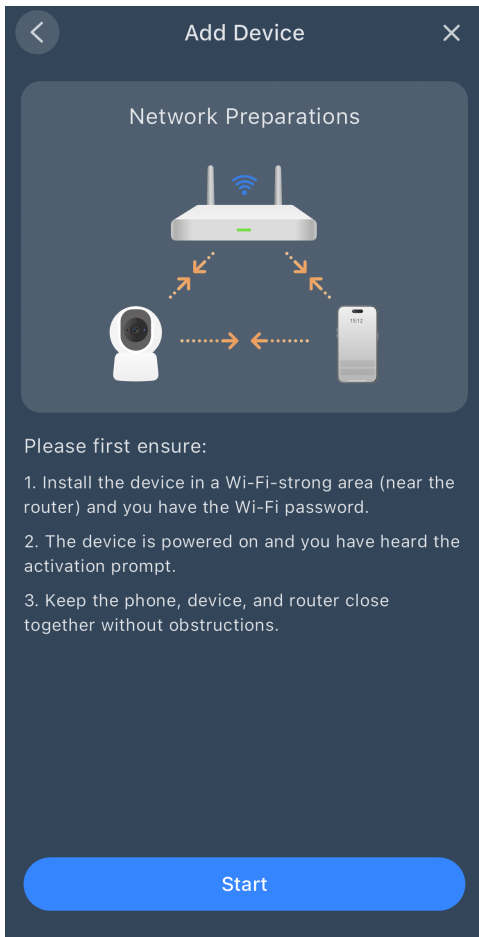 Add Device
Network Preparations
15:12
Please first ensure:
1. Install the device in a Wi-Fi-strong area (near the
router) and you have the Wi-Fi password.
2. The device is powered on and you have heard the
activation prompt.
3. Keep the phone, device, and router close
together without obstructions.
Start